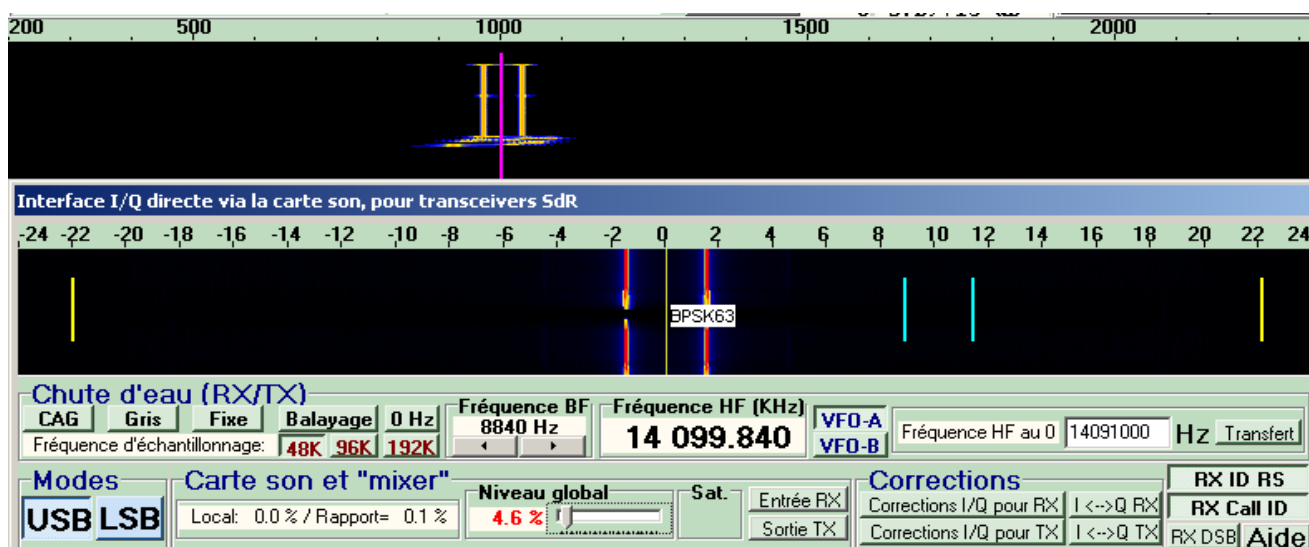 200 500 1000 1500 2000
Interface I/Q directe via la carte son, pour transceivers SdR
-24 -22 -20 -18 -16 -14 -12 -10 -8 -6 -4 -2 0 2 4 6 8 10 12 14 16 18 20 22 24
BPSK63
Chute d'eau (RX/TX)
CAG Gris Fixe Balayage 0 Hz
Fréquence d'échantillonnage: 48K 96K 192K
Fréquence BF
8840 Hz
Fréquence HF (KHz)
14 099.840
VFO-A
VFO-B
Fréquence HF au 0 14091000 Hz Transfert
Modes
USB LSB
Carte son et "mixer"
Local: 0.0 % / Rapport= 0.1 %
Niveau global
4.6 %
Sat.
Entrée RX
Sortie TX
Corrections
Corrections I/Q pour RX I <--> Q RX
Corrections I/Q pour TX I <--> Q TX
RX ID RS
RX Call ID
RX DSB Aide